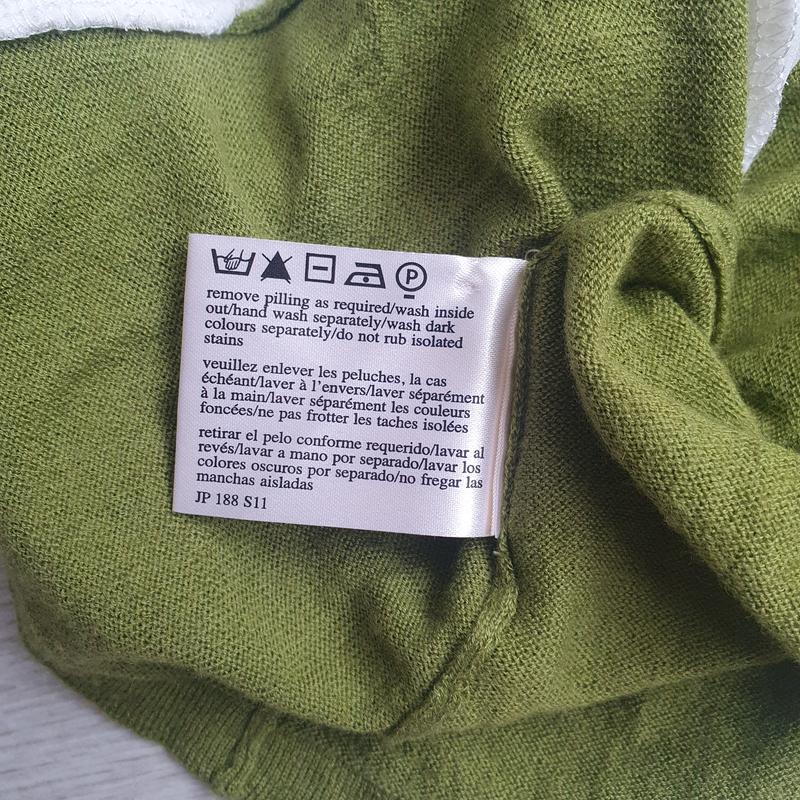 P
remove pilling as required/wash inside
out/hand wash separately/wash dark
colours separately/do not rub isolated
stains
veuillez enlever les peluches, la cas
échéant/laver à l'envers/laver séparément
à la main/laver séparément les couleurs
foncées/ne pas frotter les taches isolées
retirar el pelo conforme requerido/lavar al
revés/lavar a mano por separado/lavar los
colores oscuros por separado/no fregar las
manchas aisladas
JP 188 S11